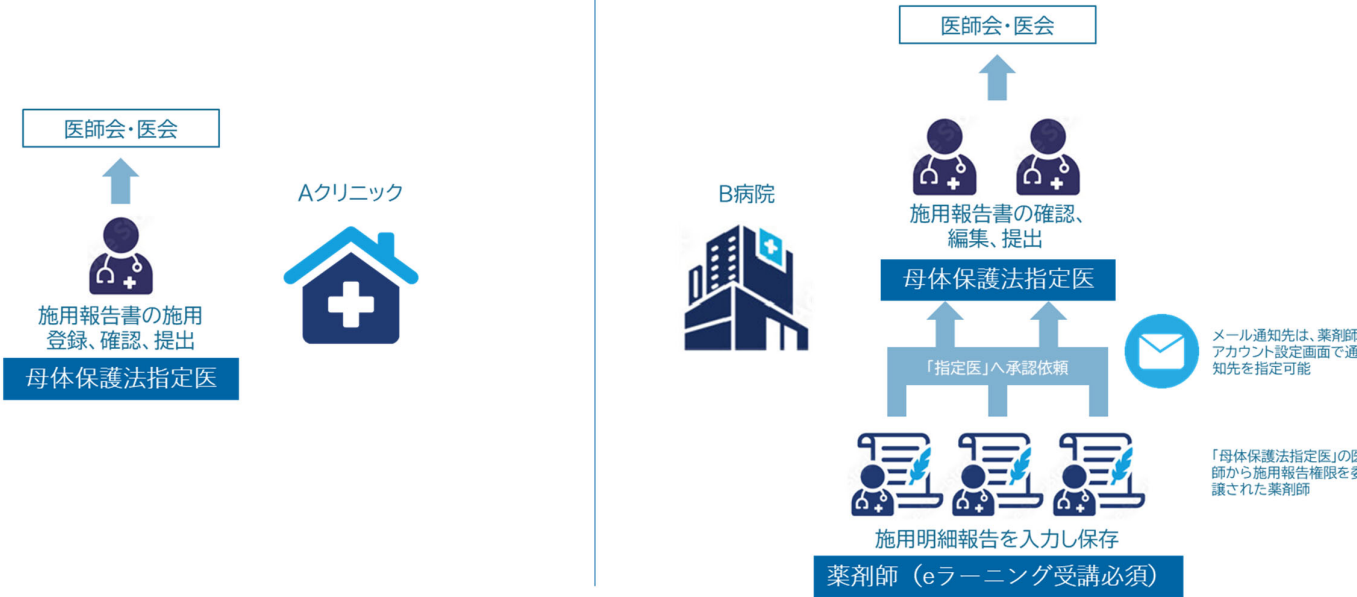 医師会・医会
Aクリニック
施用報告書の施用
登録、確認、提出
母体保護法指定医
医師会・医会
B病院
施用報告書の確認、
編集、提出
母体保護法指定医
「指定医」へ承認依頼
メール通知先は、薬剤師
アカウント設定画面で通
知先を指定可能
「母体保護法指定医」の医
師から施用報告権限を委
譲された薬剤師
施用明細報告を入力し保存
薬剤師（eラーニング受講必須）